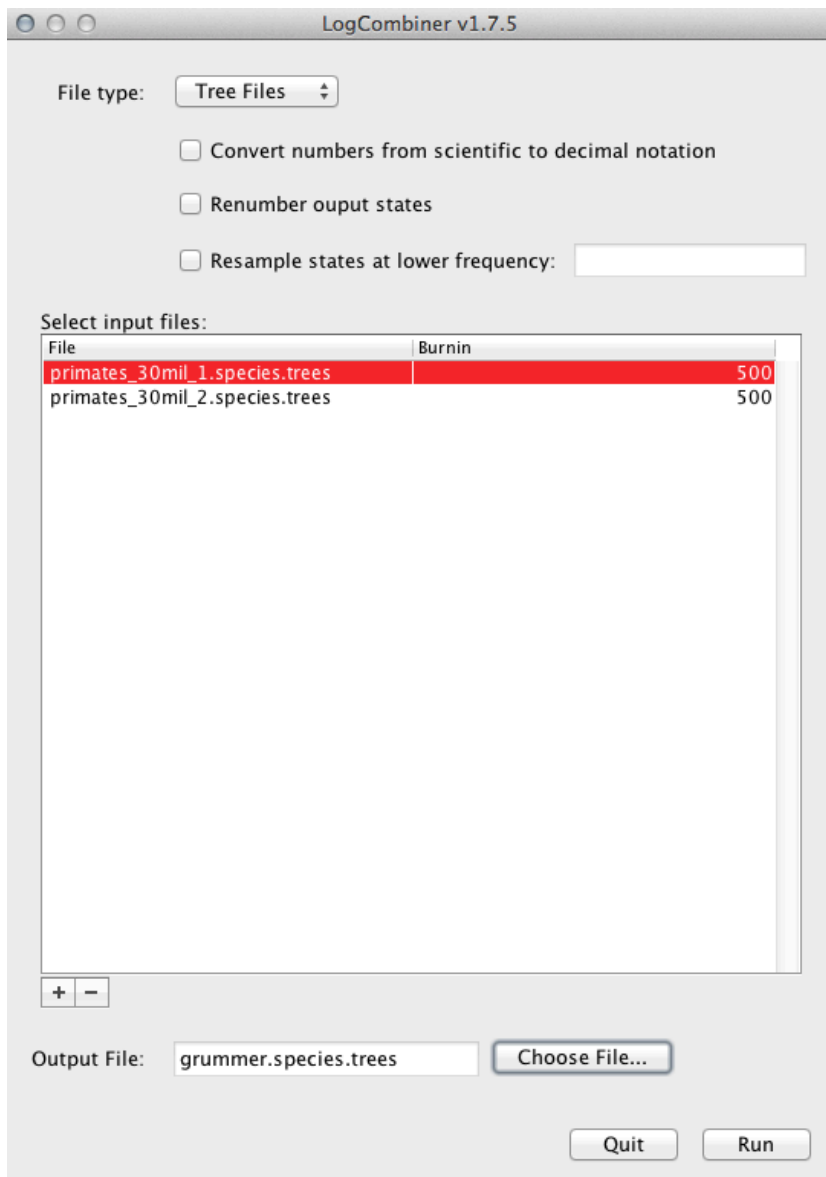 LogCombiner v1.7.5
File type: Tree Files
Convert numbers from scientific to decimal notation
Renumber ouput states
Resample states at lower frequency:
Select input files:
File Burnin
primates_30mil_1.species.trees 500
primates_30mil_2.species.trees 500
+ −
Output File: grummer.species.trees Choose File...
Quit Run